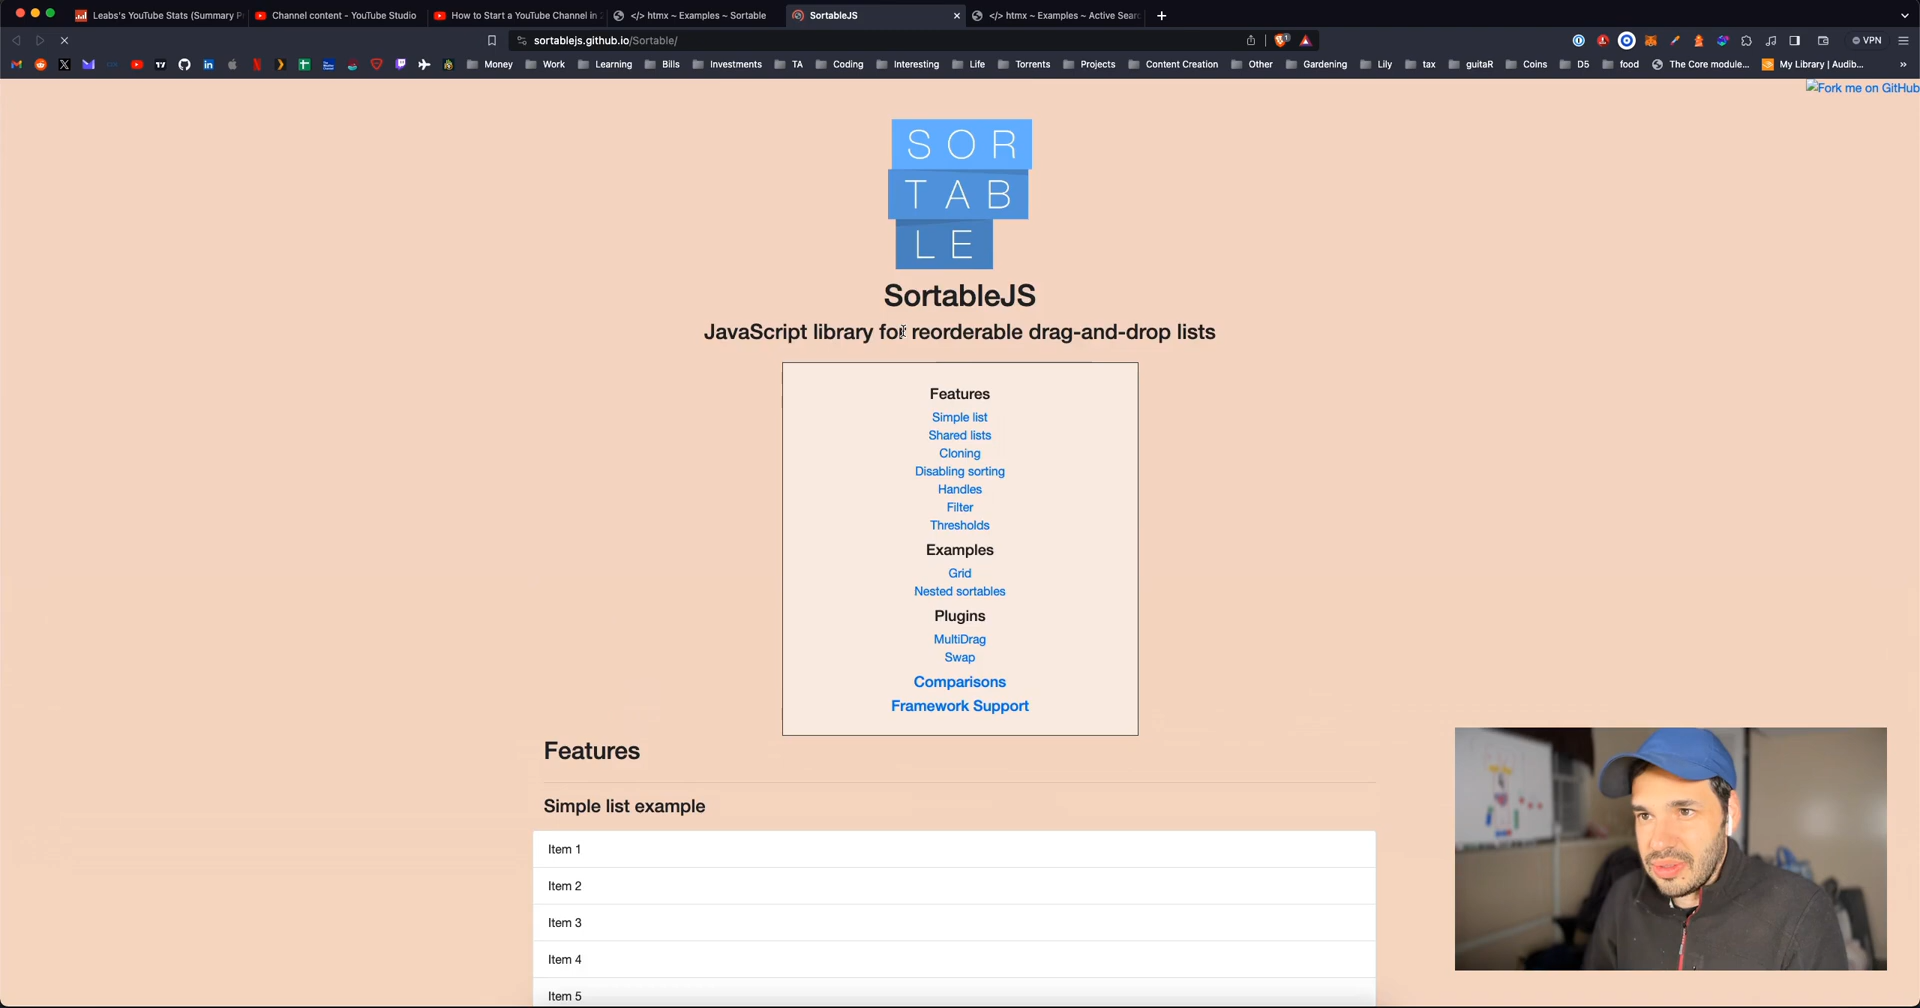 Leabs's YouTube Stats (Summary P
Channel content - YouTube Studio
How to Start a YouTube Channel in
</> htmx ~ Examples ~ Sortable
SortableJS
</> htmx ~ Examples ~ Active Sear
sortablejs.github.io/Sortable/
VPN
Money
Work
Learning
Bills
Investments
TA
Coding
Interesting
Life
Torrents
Projects
Content Creation
Other
Gardening
Lily
tax
guitaR
Coins
D5
food
The Core module...
My Library | Audib...
Fork me on GitHub
SOR
TAB
LE
SortableJS
JavaScript library for reorderable drag-and-drop lists
Features
Simple list
Shared lists
Cloning
Disabling sorting
Handles
Filter
Thresholds
Examples
Grid
Nested sortables
Plugins
MultiDrag
Swap
Comparisons
Framework Support
Features
Simple list example
Item 1
Item 2
Item 3
Item 4
Item 5